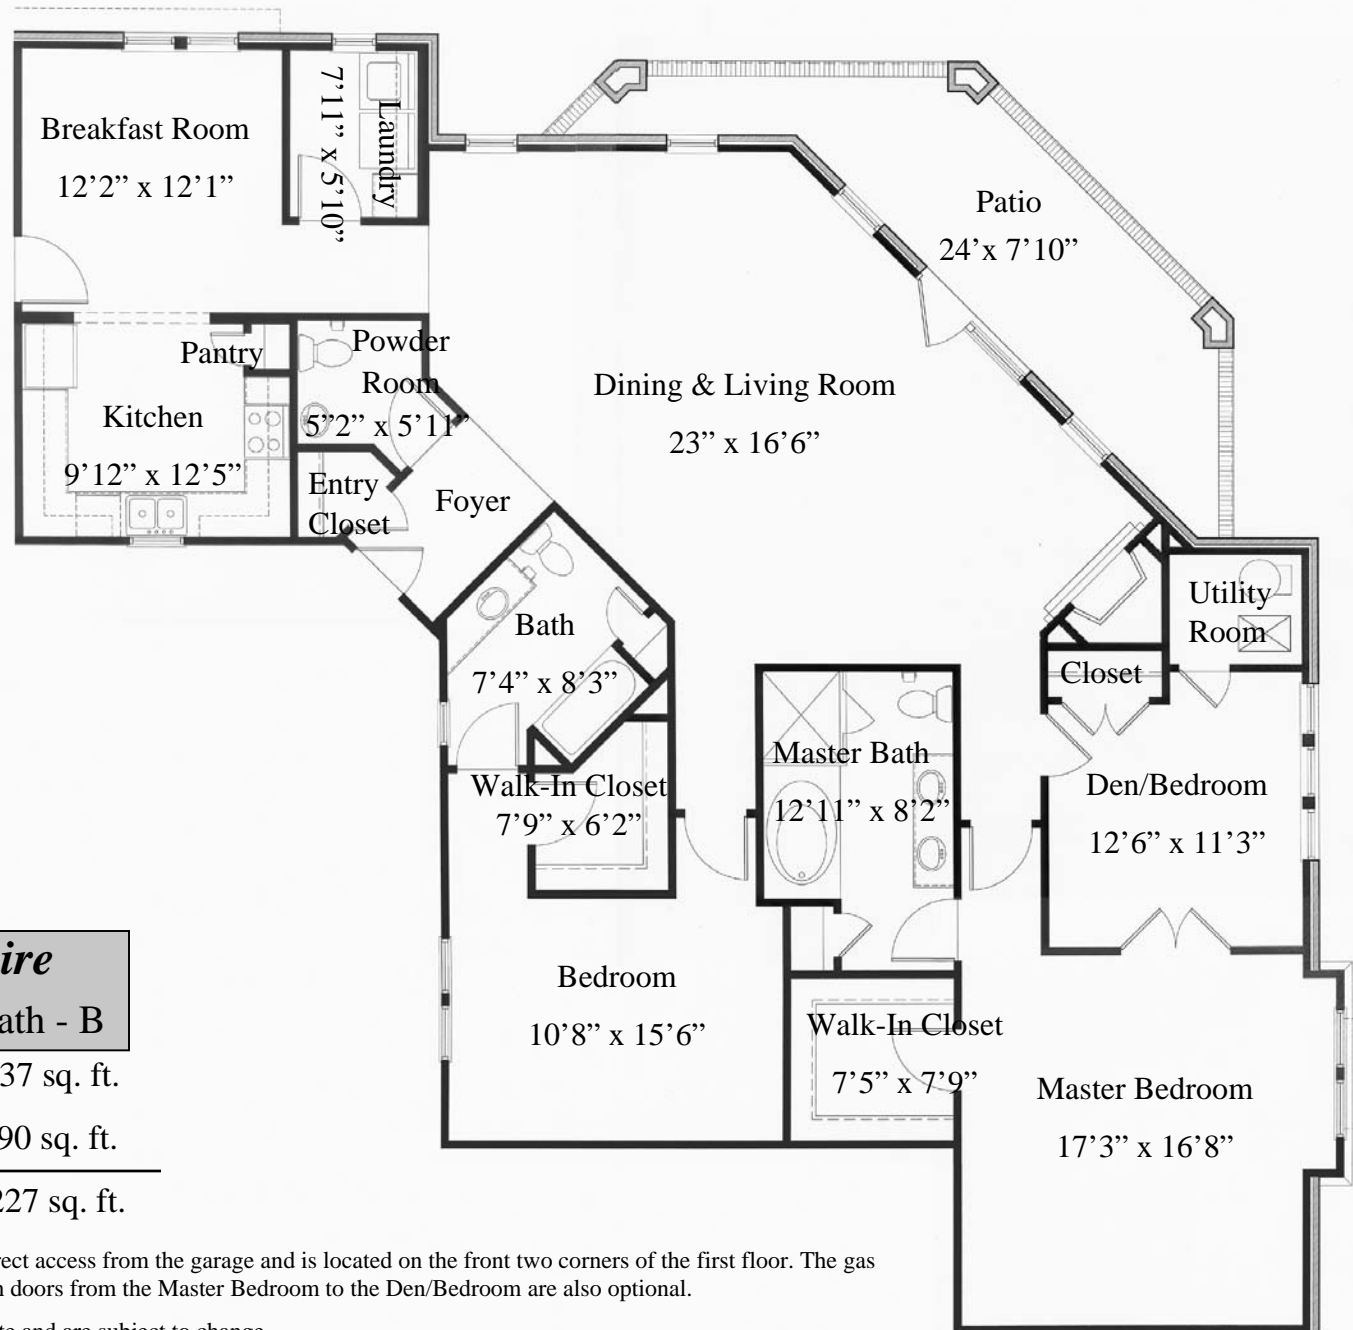 Breakfast Room
12’2” x 12’1”
Laundry
7’11” x 5’10”
Patio
24’x 7’10”
Pantry
Powder
Room
5”2” x 5’11”
Kitchen
9’12” x 12’5”
Dining & Living Room
23” x 16’6”
Entry
Closet
Foyer
Bath
7’4” x 8’3”
Utility
Room
Closet
Walk-In Closet
7’9” x 6’2”
Master Bath
12’11” x 8’2”
Den/Bedroom
12’6” x 11’3”
Bedroom
10’8” x 15’6”
Walk-In Closet
7’5” x 7’9”
Master Bedroom
17’3” x 16’8”
ire
ath - B
37 sq. ft.
90 sq. ft.
227 sq. ft.
rect access from the garage and is located on the front two corners of the first floor. The gas
n doors from the Master Bedroom to the Den/Bedroom are also optional.
te and are subject to change